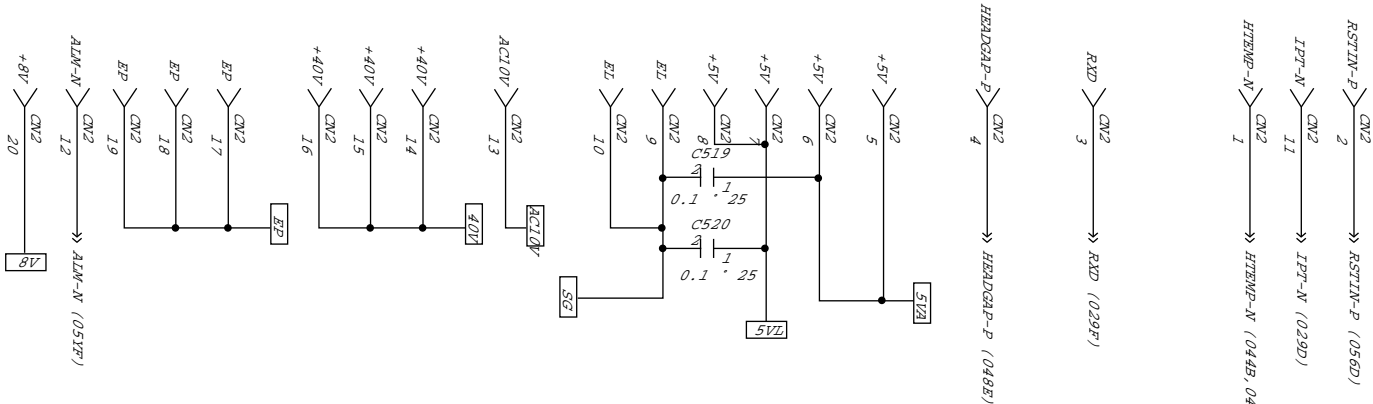 +8V
CN2
20
8V
ALM-N
CN2
12
ALM-N (05YF)
EP
CN2
19
EP
CN2
18
EP
CN2
17
EP
+40V
CN2
16
+40V
CN2
15
+40V
CN2
14
40V
AC10V
CN2
13
AC10V
EL
CN2
10
EL
CN2
9
+5V
CN2
8
+5V
CN2
7
+5V
CN2
6
+5V
CN2
5
C519
2
1
0.1 * 25
C520
2
1
0.1 * 25
SG
5VL
5VA
HEADGAP-P
CN2
4
HEADGAP-P (048E)
RXD
CN2
3
RXD (029F)
HTEMP-N
CN2
1
HTEMP-N (044B,04
IPT-N
CN2
11
IPT-N (029D)
RSTIN-P
CN2
2
RSTIN-P (056D)